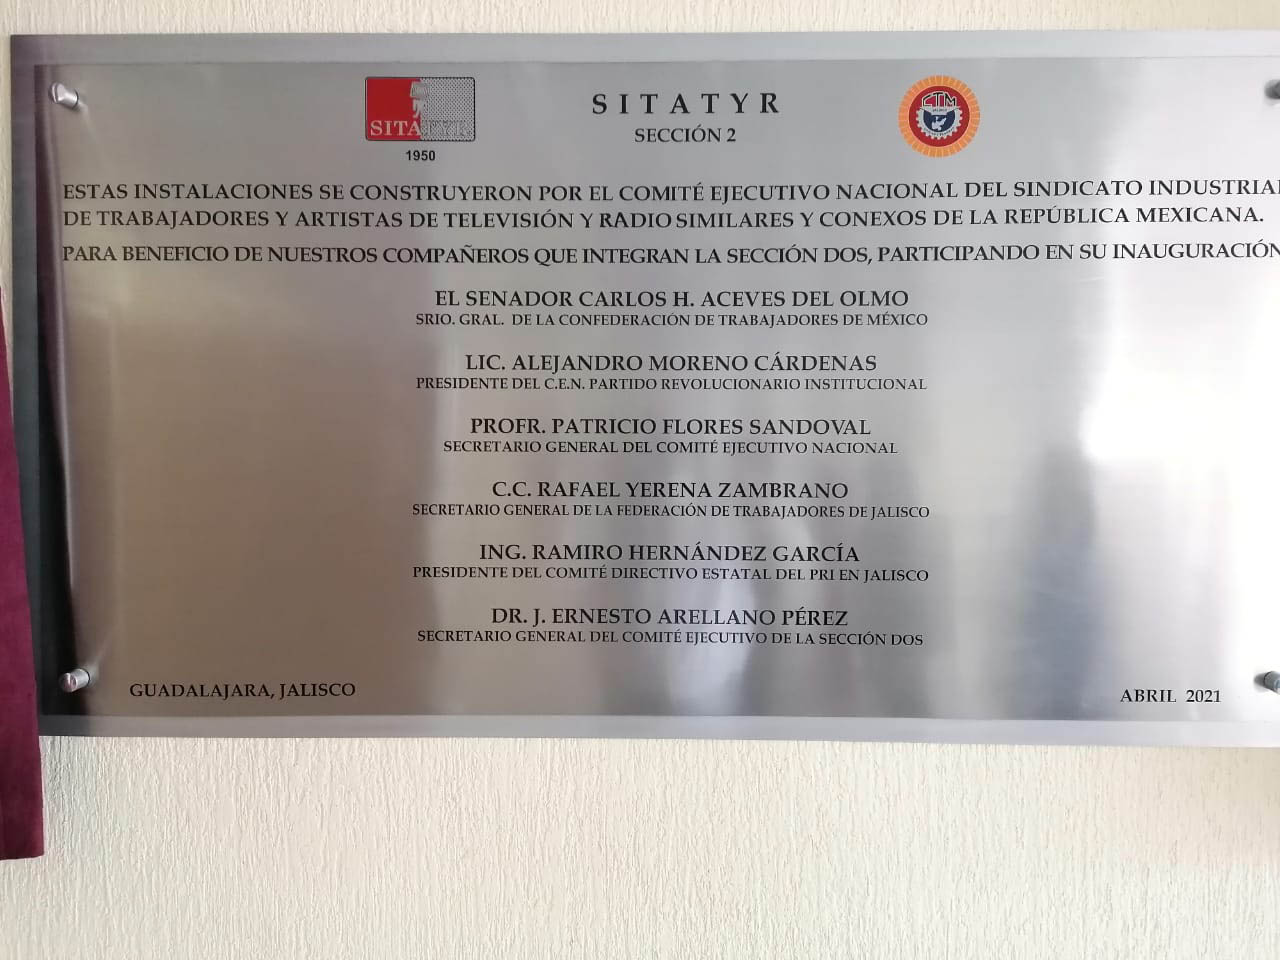 SITATYR
1950
SITATYR
SECCIÓN 2
CTM
ESTAS INSTALACIONES SE CONSTRUYERON POR EL COMITÉ EJECUTIVO NACIONAL DEL SINDICATO INDUSTRIAL
DE TRABAJADORES Y ARTISTAS DE TELEVISIÓN Y RADIO SIMILARES Y CONEXOS DE LA REPÚBLICA MEXICANA.
PARA BENEFICIO DE NUESTROS COMPAÑEROS QUE INTEGRAN LA SECCIÓN DOS, PARTICIPANDO EN SU INAUGURACIÓN
EL SENADOR CARLOS H. ACEVES DEL OLMO
SRIO. GRAL. DE LA CONFEDERACIÓN DE TRABAJADORES DE MÉXICO
LIC. ALEJANDRO MORENO CÁRDENAS
PRESIDENTE DEL C.E.N. PARTIDO REVOLUCIONARIO INSTITUCIONAL
PROFR. PATRICIO FLORES SANDOVAL
SECRETARIO GENERAL DEL COMITÉ EJECUTIVO NACIONAL
C.C. RAFAEL YERENA ZAMBRANO
SECRETARIO GENERAL DE LA FEDERACIÓN DE TRABAJADORES DE JALISCO
ING. RAMIRO HERNÁNDEZ GARCÍA
PRESIDENTE DEL COMITÉ DIRECTIVO ESTATAL DEL PRI EN JALISCO
DR. J. ERNESTO ARELLANO PÉREZ
SECRETARIO GENERAL DEL COMITÉ EJECUTIVO DE LA SECCIÓN DOS
GUADALAJARA, JALISCO
ABRIL 2021